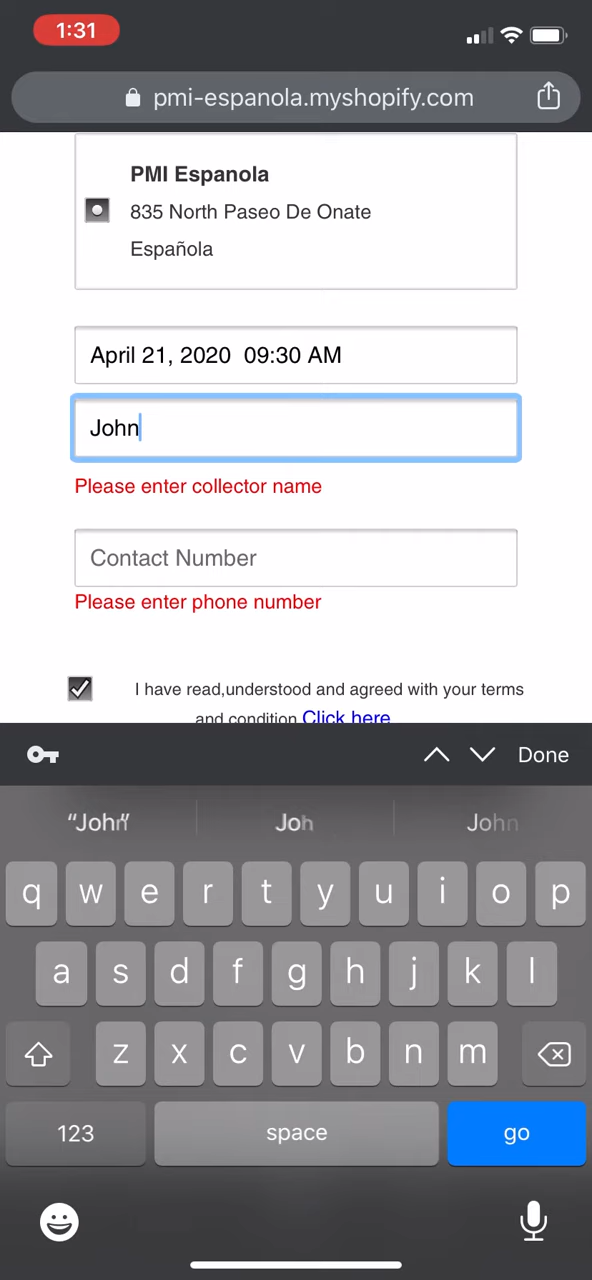 1:31
pmi-espanola.myshopify.com
PMI Espanola
835 North Paseo De Onate
Española
April 21, 2020  09:30 AM
John
Please enter collector name
Contact Number
Please enter phone number
I have read,understood and agreed with your terms
and condition Click here
Done
“John” Joh John
q w e r t y u i o p
a s d f g h j k l
z x c v b n m
123 space go